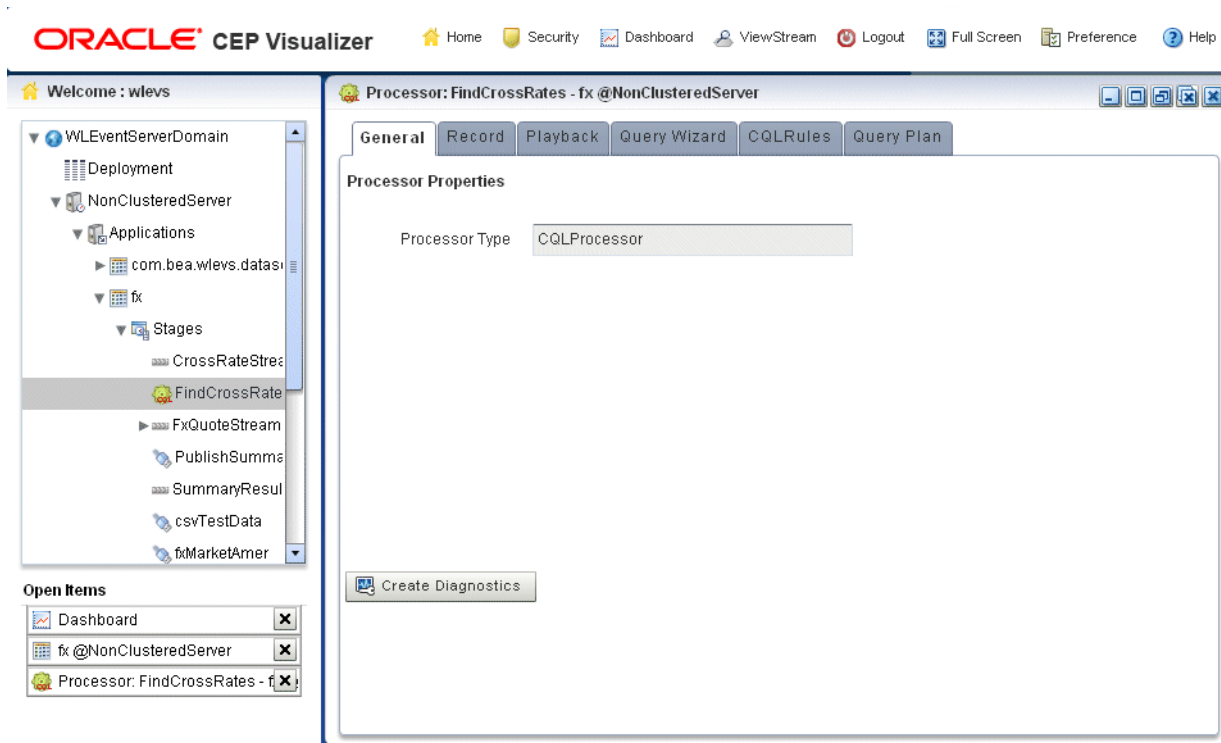 ORACLE CEP Visualizer
Home Security Dashboard ViewStream Logout Full Screen Preference Help
Welcome : wlevs
WLEventServerDomain
Deployment
NonClusteredServer
Applications
com.bea.wlevs.datas
fx
Stages
CrossRateStrea
FindCrossRate
FxQuoteStream
PublishSumma
SummaryResul
csvTestData
fxMarketAmer
Open Items
Dashboard
fx @NonClusteredServer
Processor: FindCrossRates - f
Processor: FindCrossRates - fx @NonClusteredServer
General Record Playback Query Wizard CQLRules Query Plan
Processor Properties
Processor Type CQLProcessor
Create Diagnostics